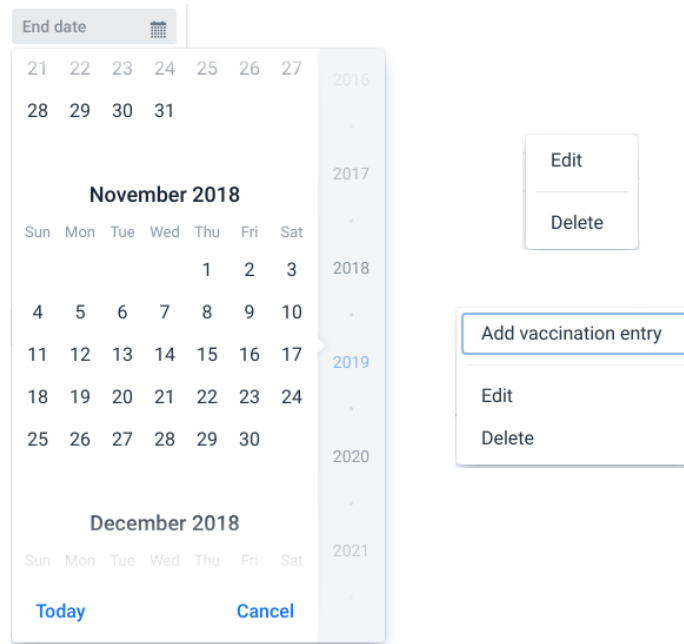 End date
21 22 23 24 25 26 27
28 29 30 31
November 2018
Sun Mon Tue Wed Thu Fri Sat
1 2 3
4 5 6 7 8 9 10
11 12 13 14 15 16 17
18 19 20 21 22 23 24
25 26 27 28 29 30
December 2018
Sun Mon Tue Wed Thu Fri Sat
Today Cancel
2016
2017
2018
2019
2020
2021
Edit
Delete
Add vaccination entry
Edit
Delete